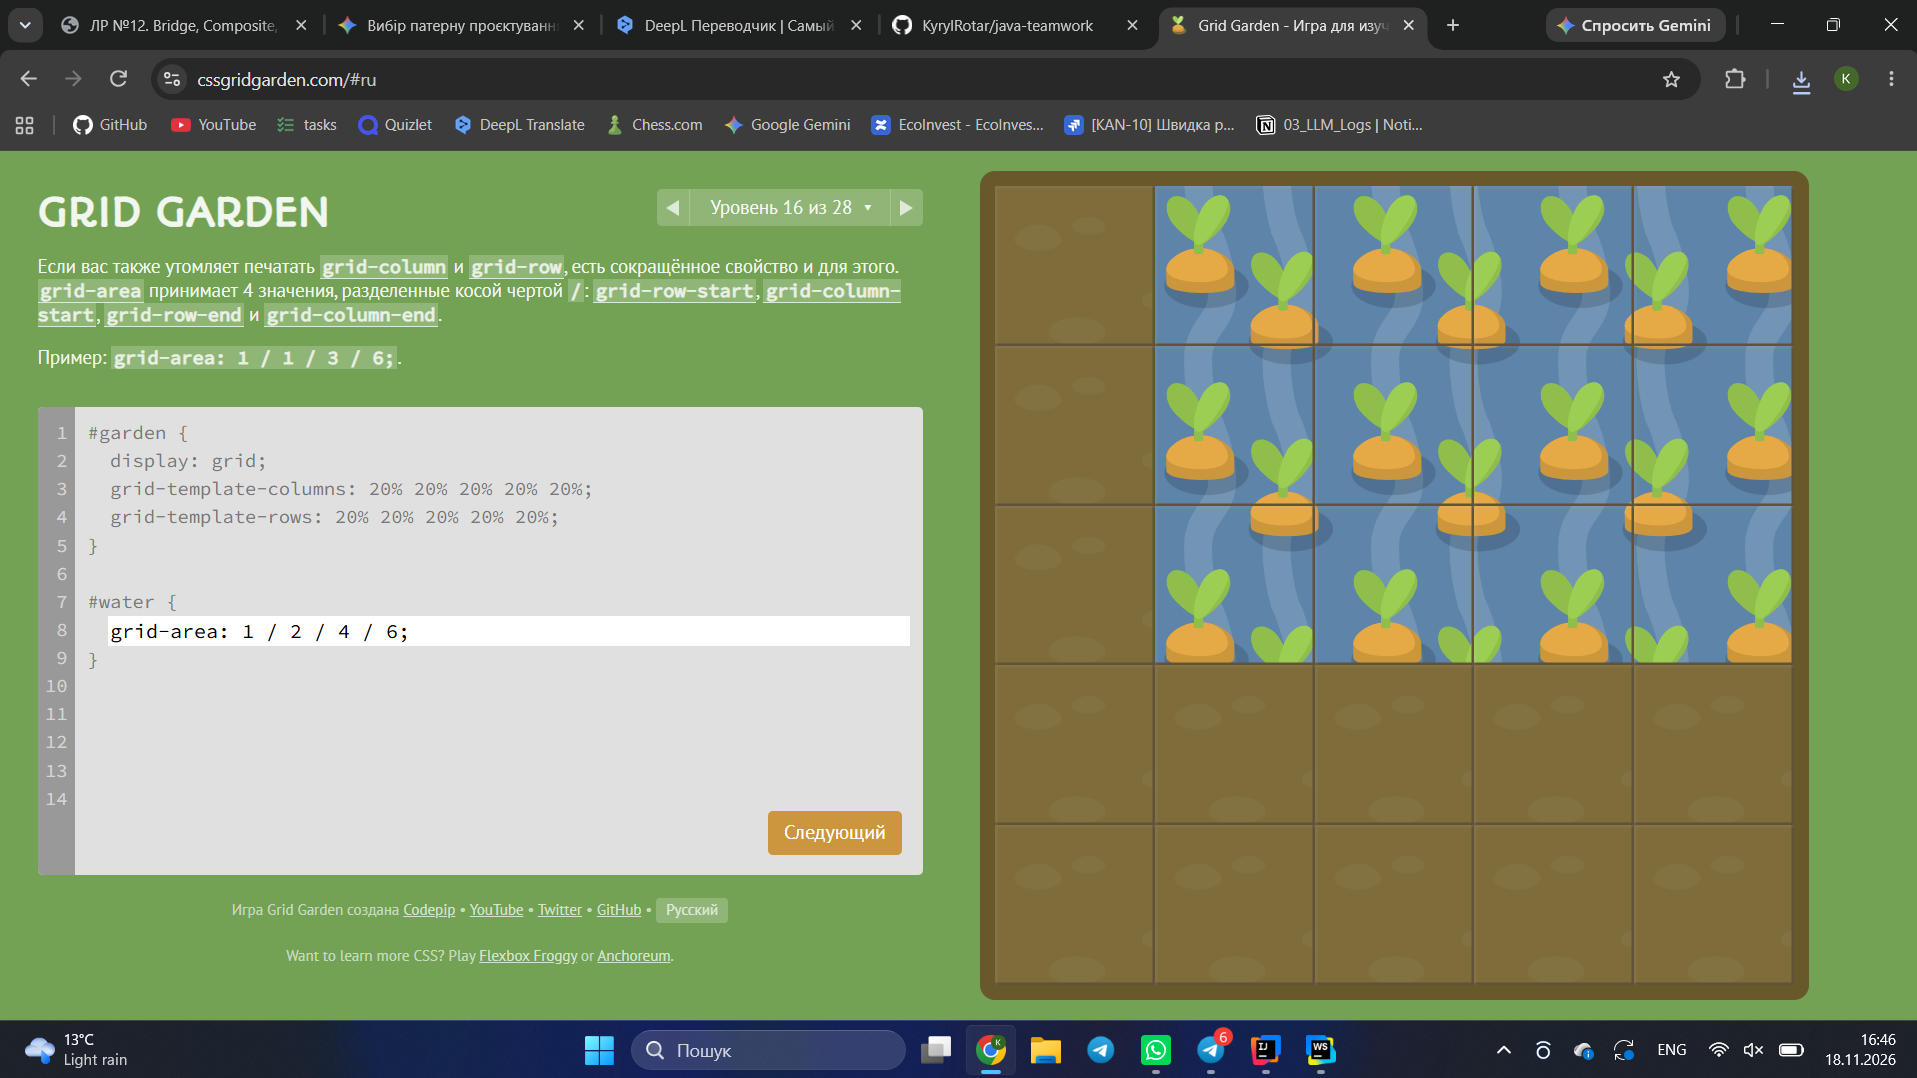 ЛР №12. Bridge, Composite,
Вибір патерну проєктуванн
DeepL Переводчик | Самый
KyrylRotar/java-teamwork
Grid Garden - Игра для изуч
Спросить Gemini
cssgridgarden.com/#ru
K
GitHub
YouTube
tasks
Quizlet
DeepL Translate
Chess.com
Google Gemini
EcoInvest - EcoInves...
[KAN-10] Швидка р...
03_LLM_Logs | Noti...
GRID GARDEN
Уровень 16 из 28
Если вас также утомляет печатать grid-column и grid-row, есть сокращённое свойство и для этого.
grid-area принимает 4 значения, разделенные косой чертой /: grid-row-start, grid-column-
start, grid-row-end и grid-column-end.
Пример: grid-area: 1 / 1 / 3 / 6;.
1 #garden {
2 display: grid;
3 grid-template-columns: 20% 20% 20% 20% 20%;
4 grid-template-rows: 20% 20% 20% 20% 20%;
5 }
6
7 #water {
8 grid-area: 1 / 2 / 4 / 6;
9 }
10
11
12
13
14
Следующий
Игра Grid Garden создана Codepip • YouTube • Twitter • GitHub • Русский
Want to learn more CSS? Play Flexbox Froggy or Anchoreum.
13°C
Light rain
Пошук
K
6
IJ
WS
ENG
16:46
18.11.2026